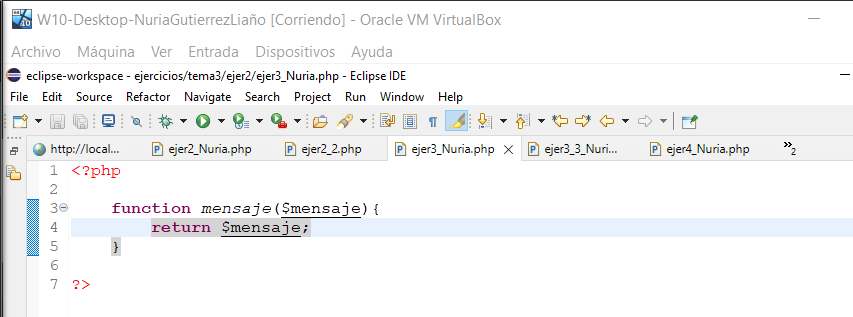 W10-Desktop-NuriaGutierrezLiaño [Corriendo] - Oracle VM VirtualBox
Archivo Máquina Ver Entrada Dispositivos Ayuda
eclipse-workspace - ejercicios/tema3/ejer2/ejer3_Nuria.php - Eclipse IDE
File Edit Source Refactor Navigate Search Project Run Window Help
http://local... ejer2_Nuria.php ejer2_2.php ejer3_Nuria.php ejer3_3_Nuri... ejer4_Nuria.php »2
1 <?php
2
3 function mensaje($mensaje){
4 return $mensaje;
5 }
6
7 ?>